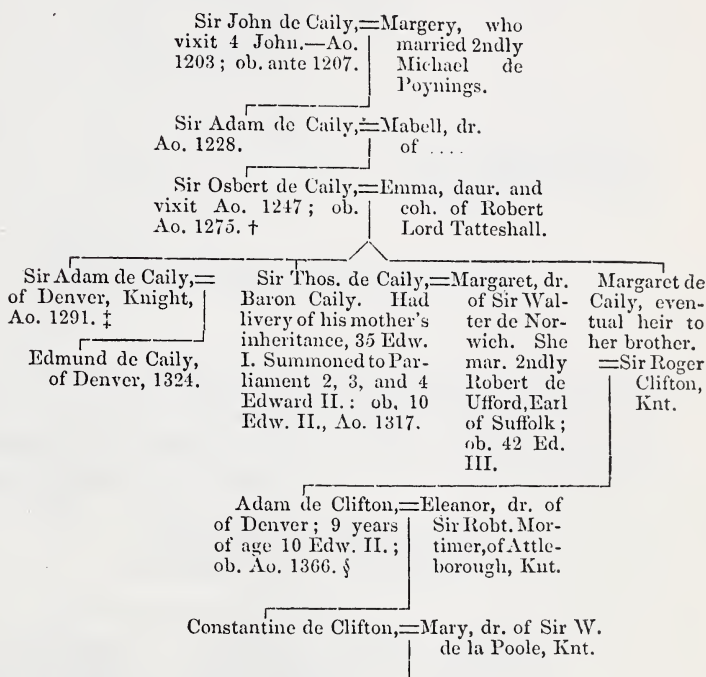 Sir John de Caily,=Margery, who
vixit 4 John.—Ao. married 2ndly
1203; ob. ante 1207. Michael de
Poynings.
Sir Adam de Caily,=Mabell, dr.
Ao. 1228. of ....
Sir Osbert de Caily,=Emma, daur. and
vixit Ao. 1247; ob. coh. of Robert
Ao. 1275. † Lord Tatteshall.
Sir Adam de Caily,=
of Denver, Knight,
Ao. 1291. ‡
Edmund de Caily,
of Denver, 1324.
Sir Thos. de Caily,=Margaret, dr.
Baron Caily. Had of Sir Wal-
livery of his mother's ter de Nor-
inheritance, 35 Edw. wich. She
I. Summoned to Par- mar. 2ndly
liament 2, 3, and 4 Robert de
Edward II.: ob. 10 Ufford, Earl
Edw. II., Ao. 1317. of Suffolk;
ob. 42 Ed.
III.
Margaret de
Caily, even-
tual heir to
her brother.
=Sir Roger
Clifton,
Knt.
Adam de Clifton,=Eleanor, dr. of
of Denver; 9 years Sir Robt. Mor-
of age 10 Edw. II.; timer, of Attle-
ob. Ao. 1366. § borough, Knt.
Constantine de Clifton,=Mary, dr. of Sir W.
de la Poole, Knt.